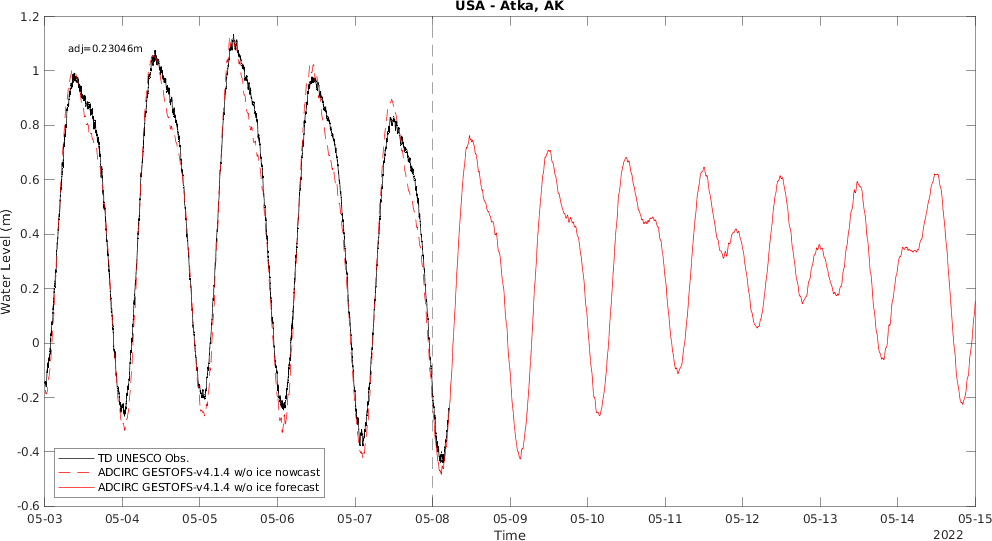 USA - Atka, AK
adj=0.23046m
1.2
1
0.8
0.6
0.4
0.2
0
-0.2
-0.4
-0.6
Water Level (m)
TD UNESCO Obs.
ADCIRC GESTOFS-v4.1.4 w/o ice nowcast
ADCIRC GESTOFS-v4.1.4 w/o ice forecast
05-03 05-04 05-05 05-06 05-07 05-08 05-09 05-10 05-11 05-12 05-13 05-14 05-15
Time
2022